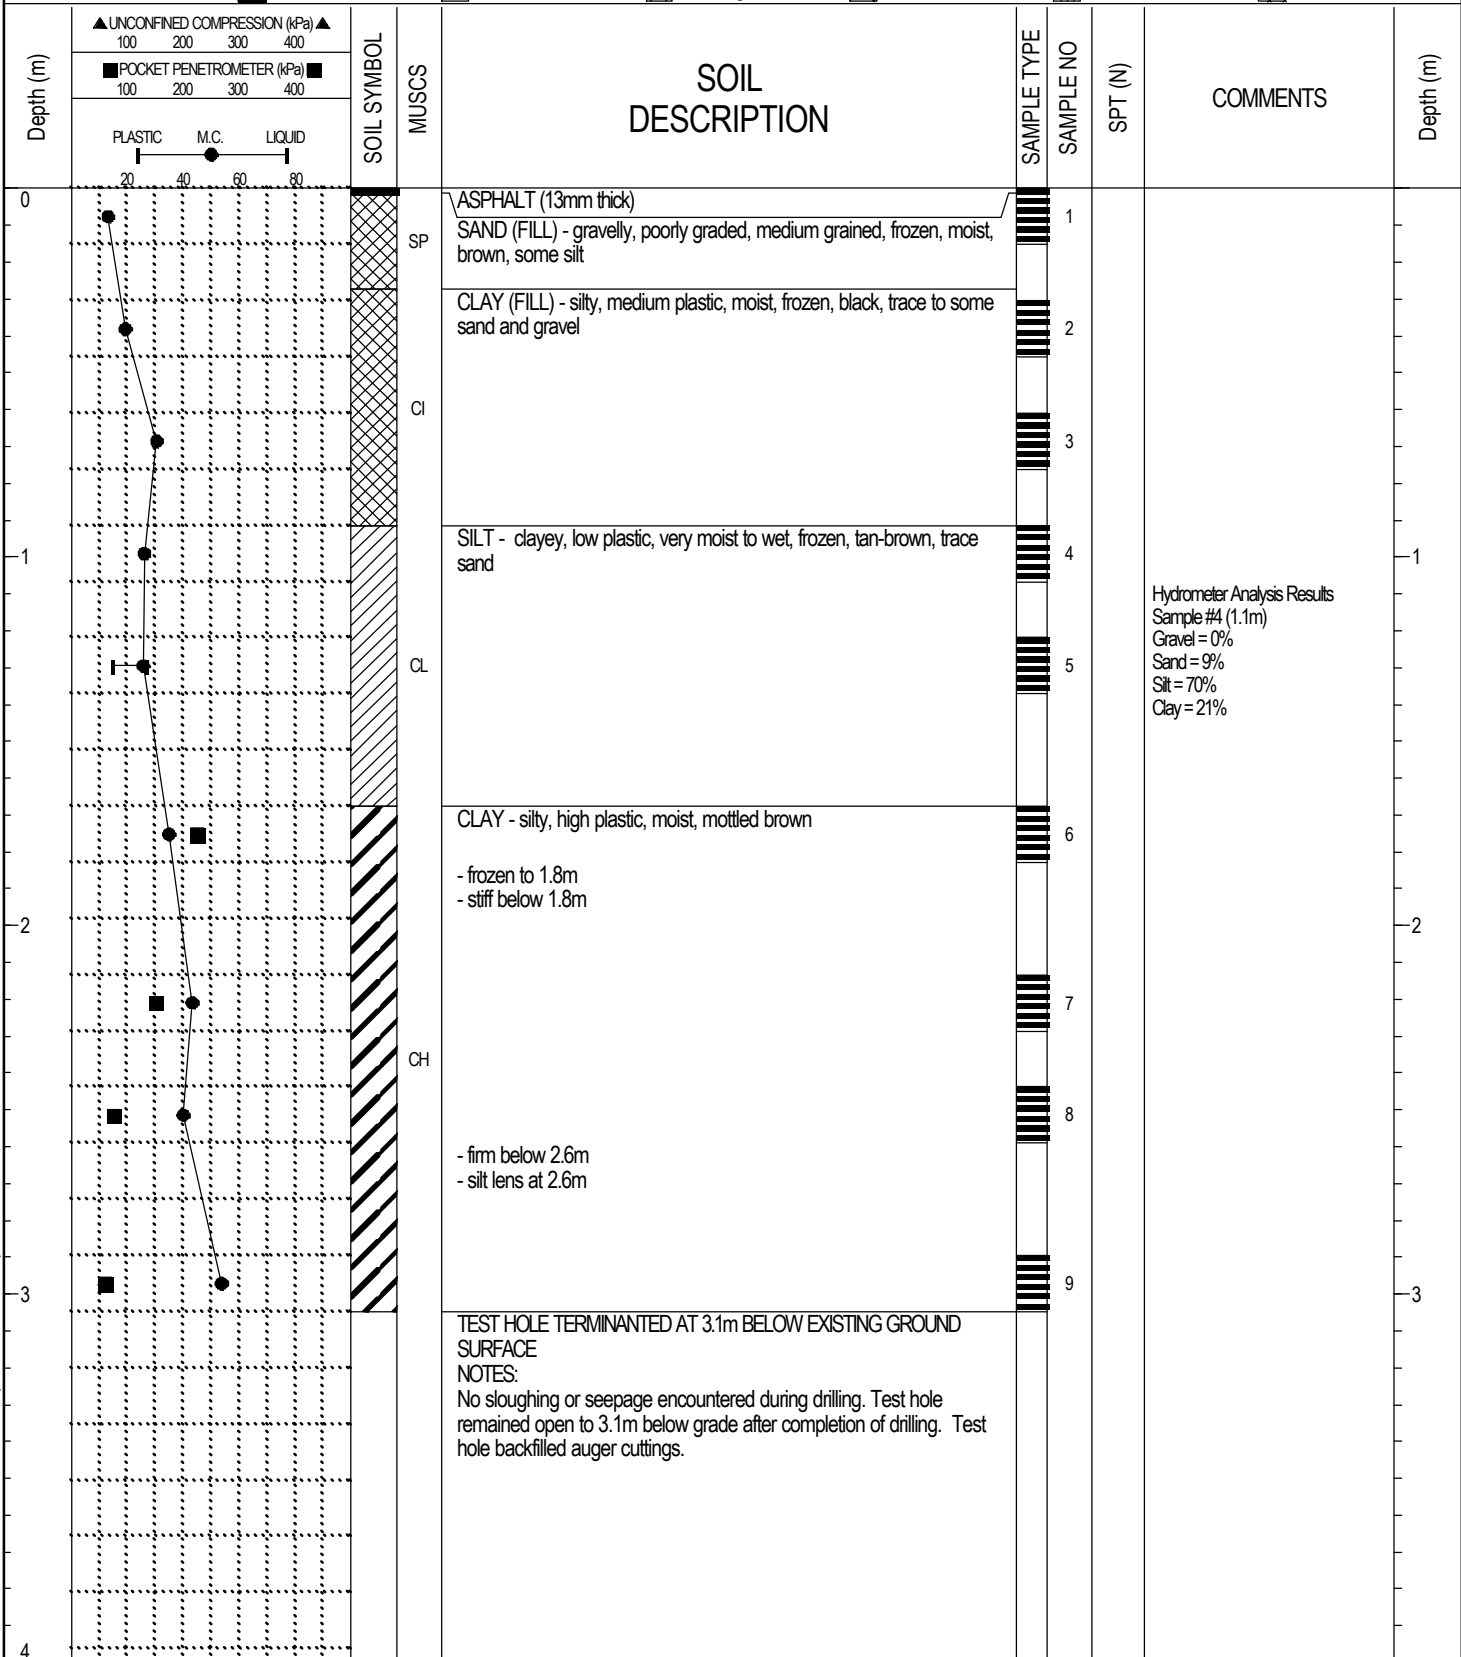 ▲UNCONFINED COMPRESSION (kPa)▲
100 200 300 400
■POCKET PENETROMETER (kPa)■
100 200 300 400
PLASTIC M.C. LIQUID
20 40 60 80
Depth (m)
SOIL SYMBOL
MUSCS
SOIL
DESCRIPTION
SAMPLE TYPE
SAMPLE NO
SPT (N)
COMMENTS
Depth (m)
0
ASPHALT (13mm thick)
1
SP
SAND (FILL) - gravelly, poorly graded, medium grained, frozen, moist,
brown, some silt
CLAY (FILL) - silty, medium plastic, moist, frozen, black, trace to some
sand and gravel
2
CI
3
SILT - clayey, low plastic, very moist to wet, frozen, tan-brown, trace
sand
4
1
1
Hydrometer Analysis Results
Sample #4 (1.1m)
Gravel = 0%
Sand = 9%
Silt = 70%
Clay = 21%
CL
5
CLAY - silty, high plastic, moist, mottled brown
6
- frozen to 1.8m
- stiff below 1.8m
2
2
7
CH
8
- firm below 2.6m
- silt lens at 2.6m
9
3
3
TEST HOLE TERMINANTED AT 3.1m BELOW EXISTING GROUND
SURFACE
NOTES:
No sloughing or seepage encountered during drilling. Test hole
remained open to 3.1m below grade after completion of drilling. Test
hole backfilled auger cuttings.
4